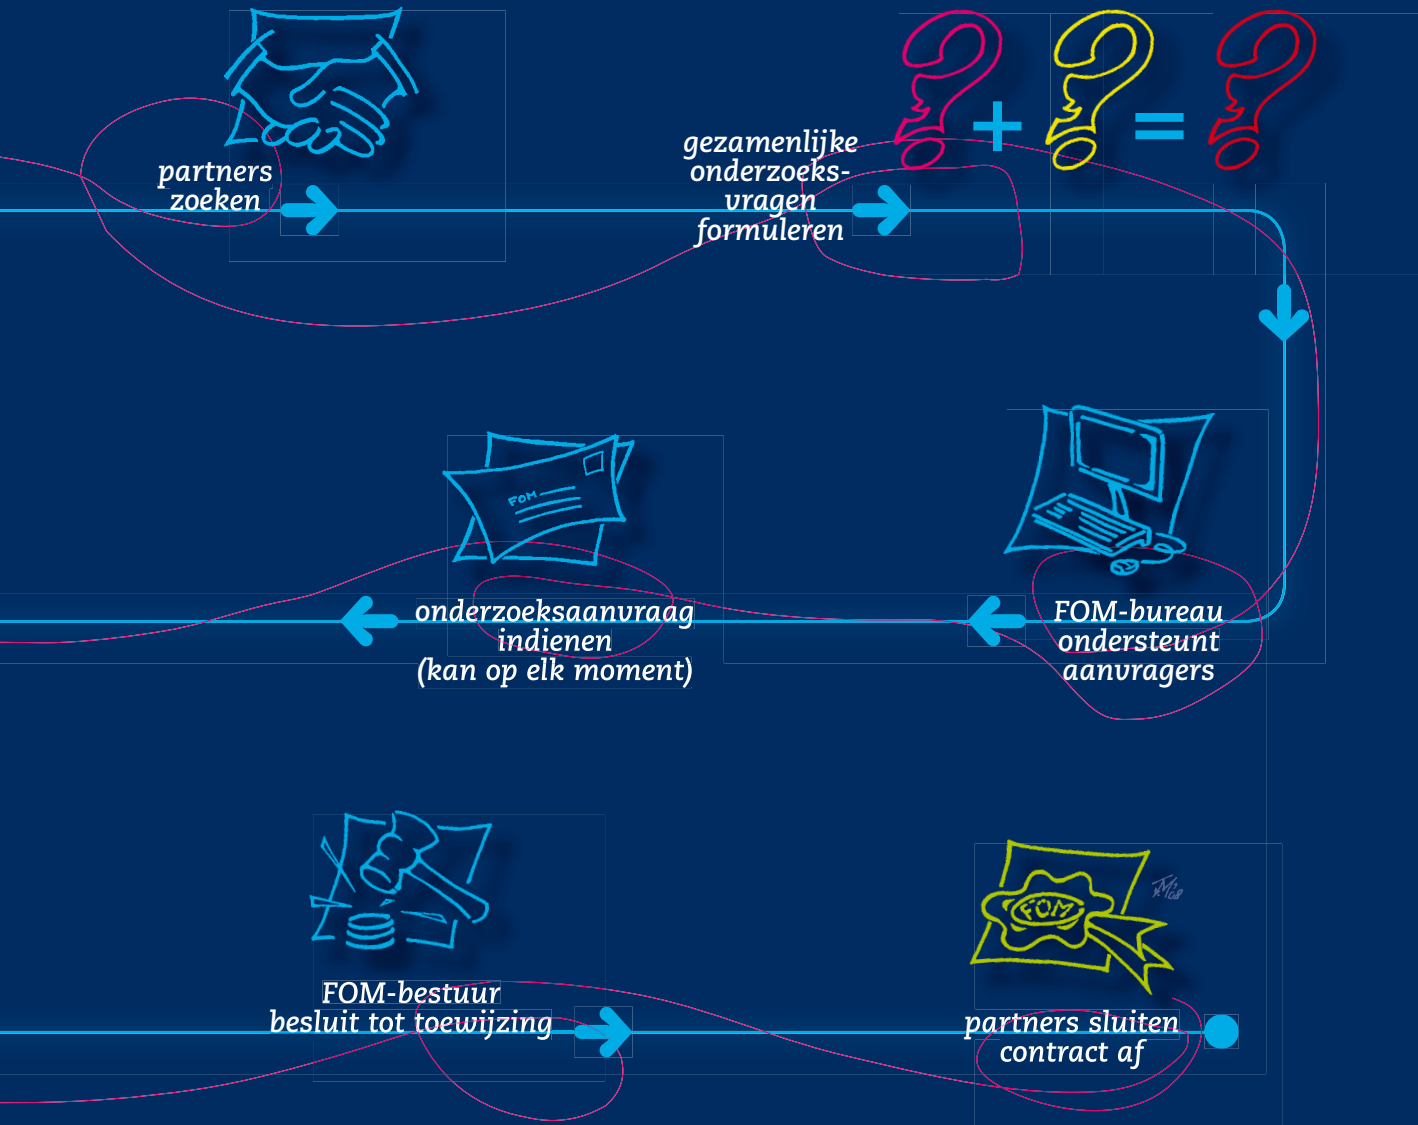 partners
zoeken
gezamenlijke
onderzoeks-
vragen
formuleren
+
=
FOM
onderzoeksaanvraag
indienen
(kan op elk moment)
FOM-bureau
ondersteunt
aanvragers
FOM-bestuur
besluit tot toewijzing
FOM
partners sluiten
contract af